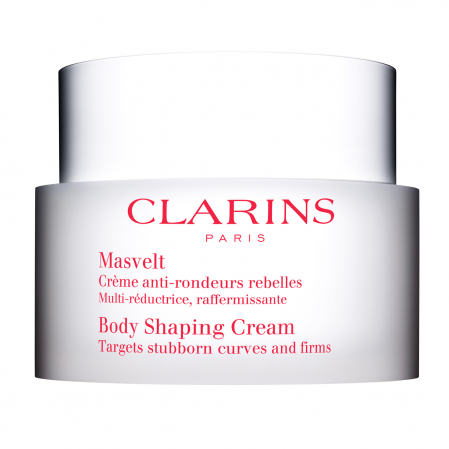 CLARINS
PARIS
Masvelt
Crème anti-rondeurs rebelles
Multi-réductrice, raffermissante
Body Shaping Cream
Targets stubborn curves and firms